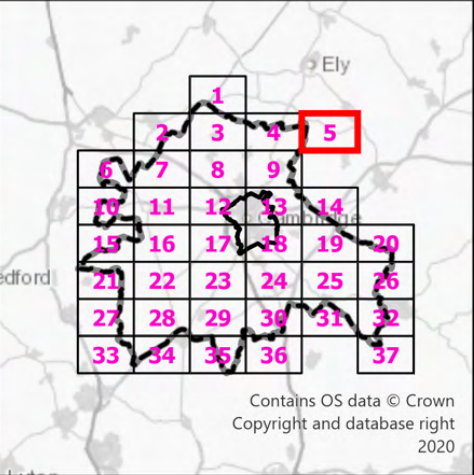 Ely
1
2 3 4 5
6 7 8 9
10 11 12 13 14
Cambridge
15 16 17 18 19 20
edford
21 22 23 24 25 26
27 28 29 30 31 32
33 34 35 36 37
Contains OS data © Crown
Copyright and database right
2020